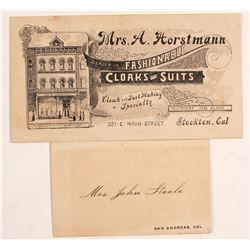 Mrs. A. Horstmann
DEALER IN FASHIONABLE
CLOAKS AND SUITS
Cloak and Suit Making
a Specialty
TELEPHONE
321 E. MAIN STREET.
Stockton, Cal
Mrs. John Steele
SAN ANDREAS, CAL.